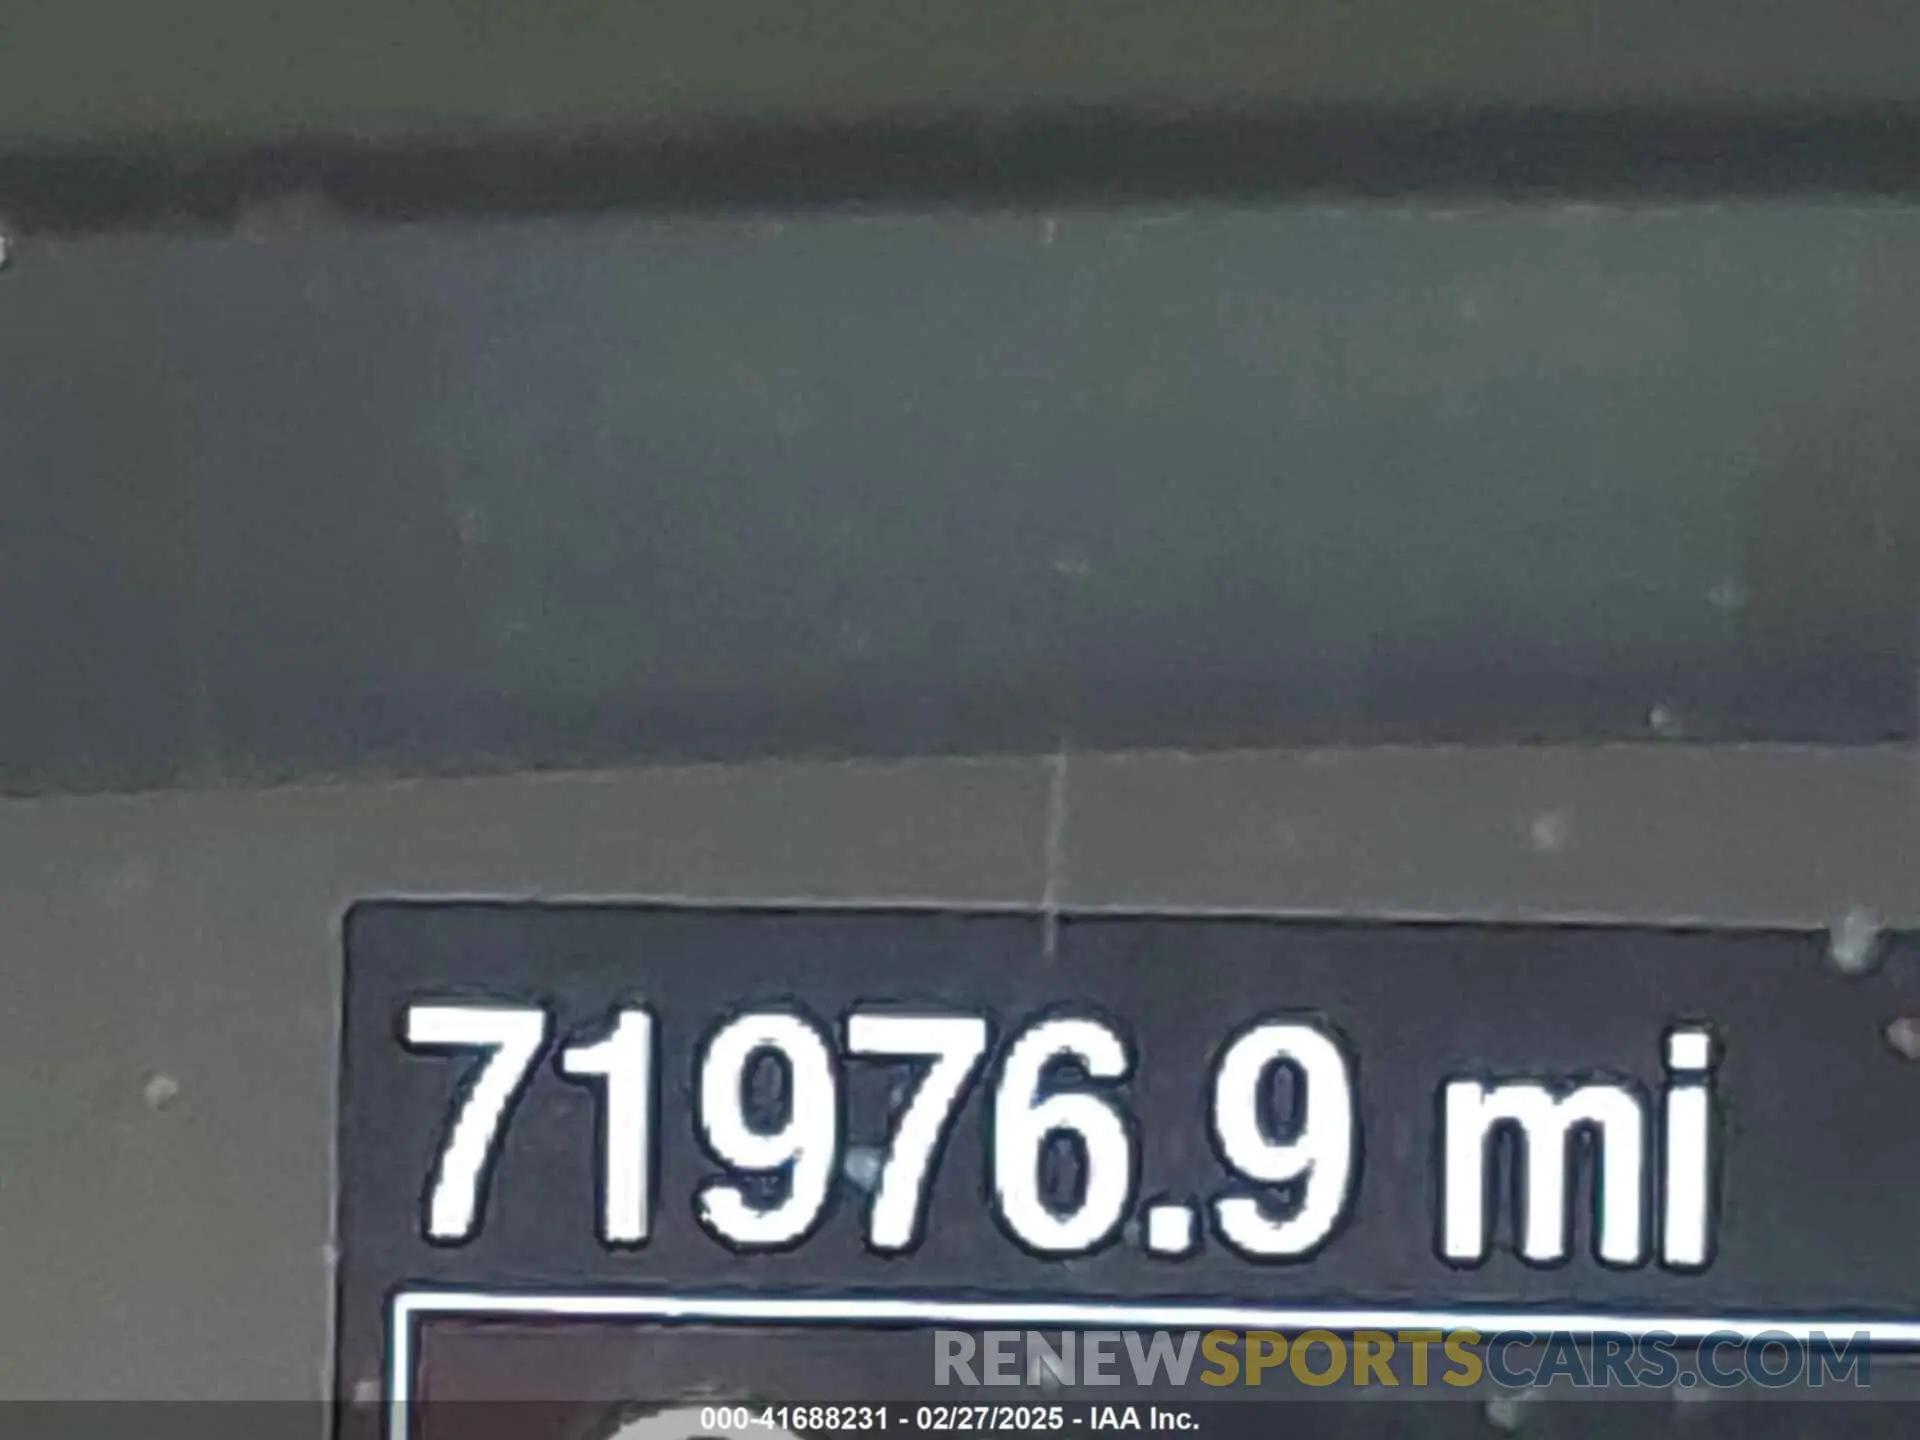 71976.9 mi
RENEWSPORTSCARS.COM
000-41688231 - 02/27/2025 - IAA Inc.